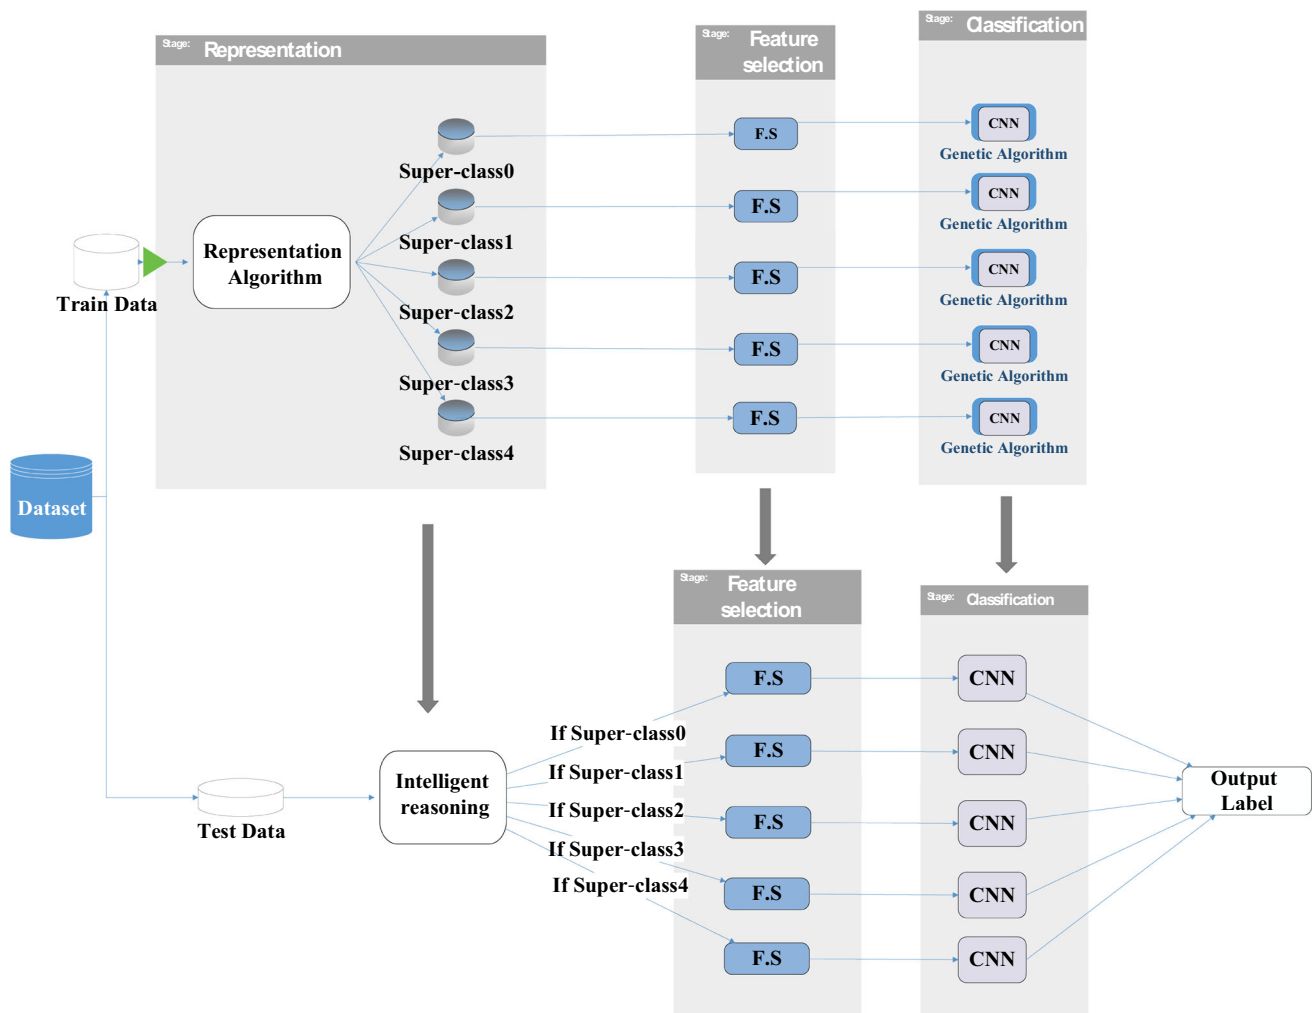 Stage: Representation
Stage: Feature
selection
Stage: Classification
Super-class0
Super-class1
Super-class2
Super-class3
Super-class4
Representation
Algorithm
Train Data
F.S
F.S
F.S
F.S
F.S
CNN
Genetic Algorithm
CNN
Genetic Algorithm
CNN
Genetic Algorithm
CNN
Genetic Algorithm
CNN
Genetic Algorithm
Dataset
Stage: Feature
selection
Stage: Classification
Test Data
Intelligent
reasoning
If Super-class0
If Super-class1
If Super-class2
If Super-class3
If Super-class4
F.S
F.S
F.S
F.S
F.S
CNN
CNN
CNN
CNN
CNN
Output
Label